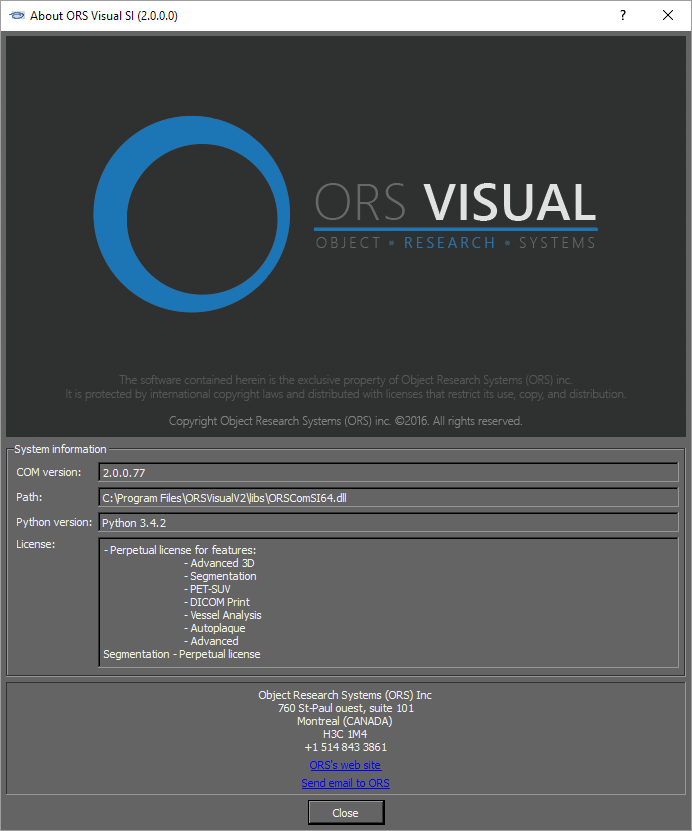 About ORS Visual SI (2.0.0.0)
?
ORS VISUAL
OBJECT • RESEARCH • SYSTEMS
The software contained herein is the exclusive property of Object Research Systems (ORS) inc.
It is protected by international copyright laws and distributed with licenses that restrict its use, copy, and distribution.
Copyright Object Research Systems (ORS) inc. ©2016. All rights reserved.
System information
COM version: 2.0.0.77
Path: C:\Program Files\ORSVisualV2\libs\ORSComSI64.dll
Python version: Python 3.4.2
License: - Perpetual license for features:
- Advanced 3D
- Segmentation
- PET-SUV
- DICOM Print
- Vessel Analysis
- Autoplaque
- Advanced
Segmentation - Perpetual license
Object Research Systems (ORS) Inc
760 St-Paul ouest, suite 101
Montreal (CANADA)
H3C 1M4
+1 514 843 3861
ORS's web site
Send email to ORS
Close